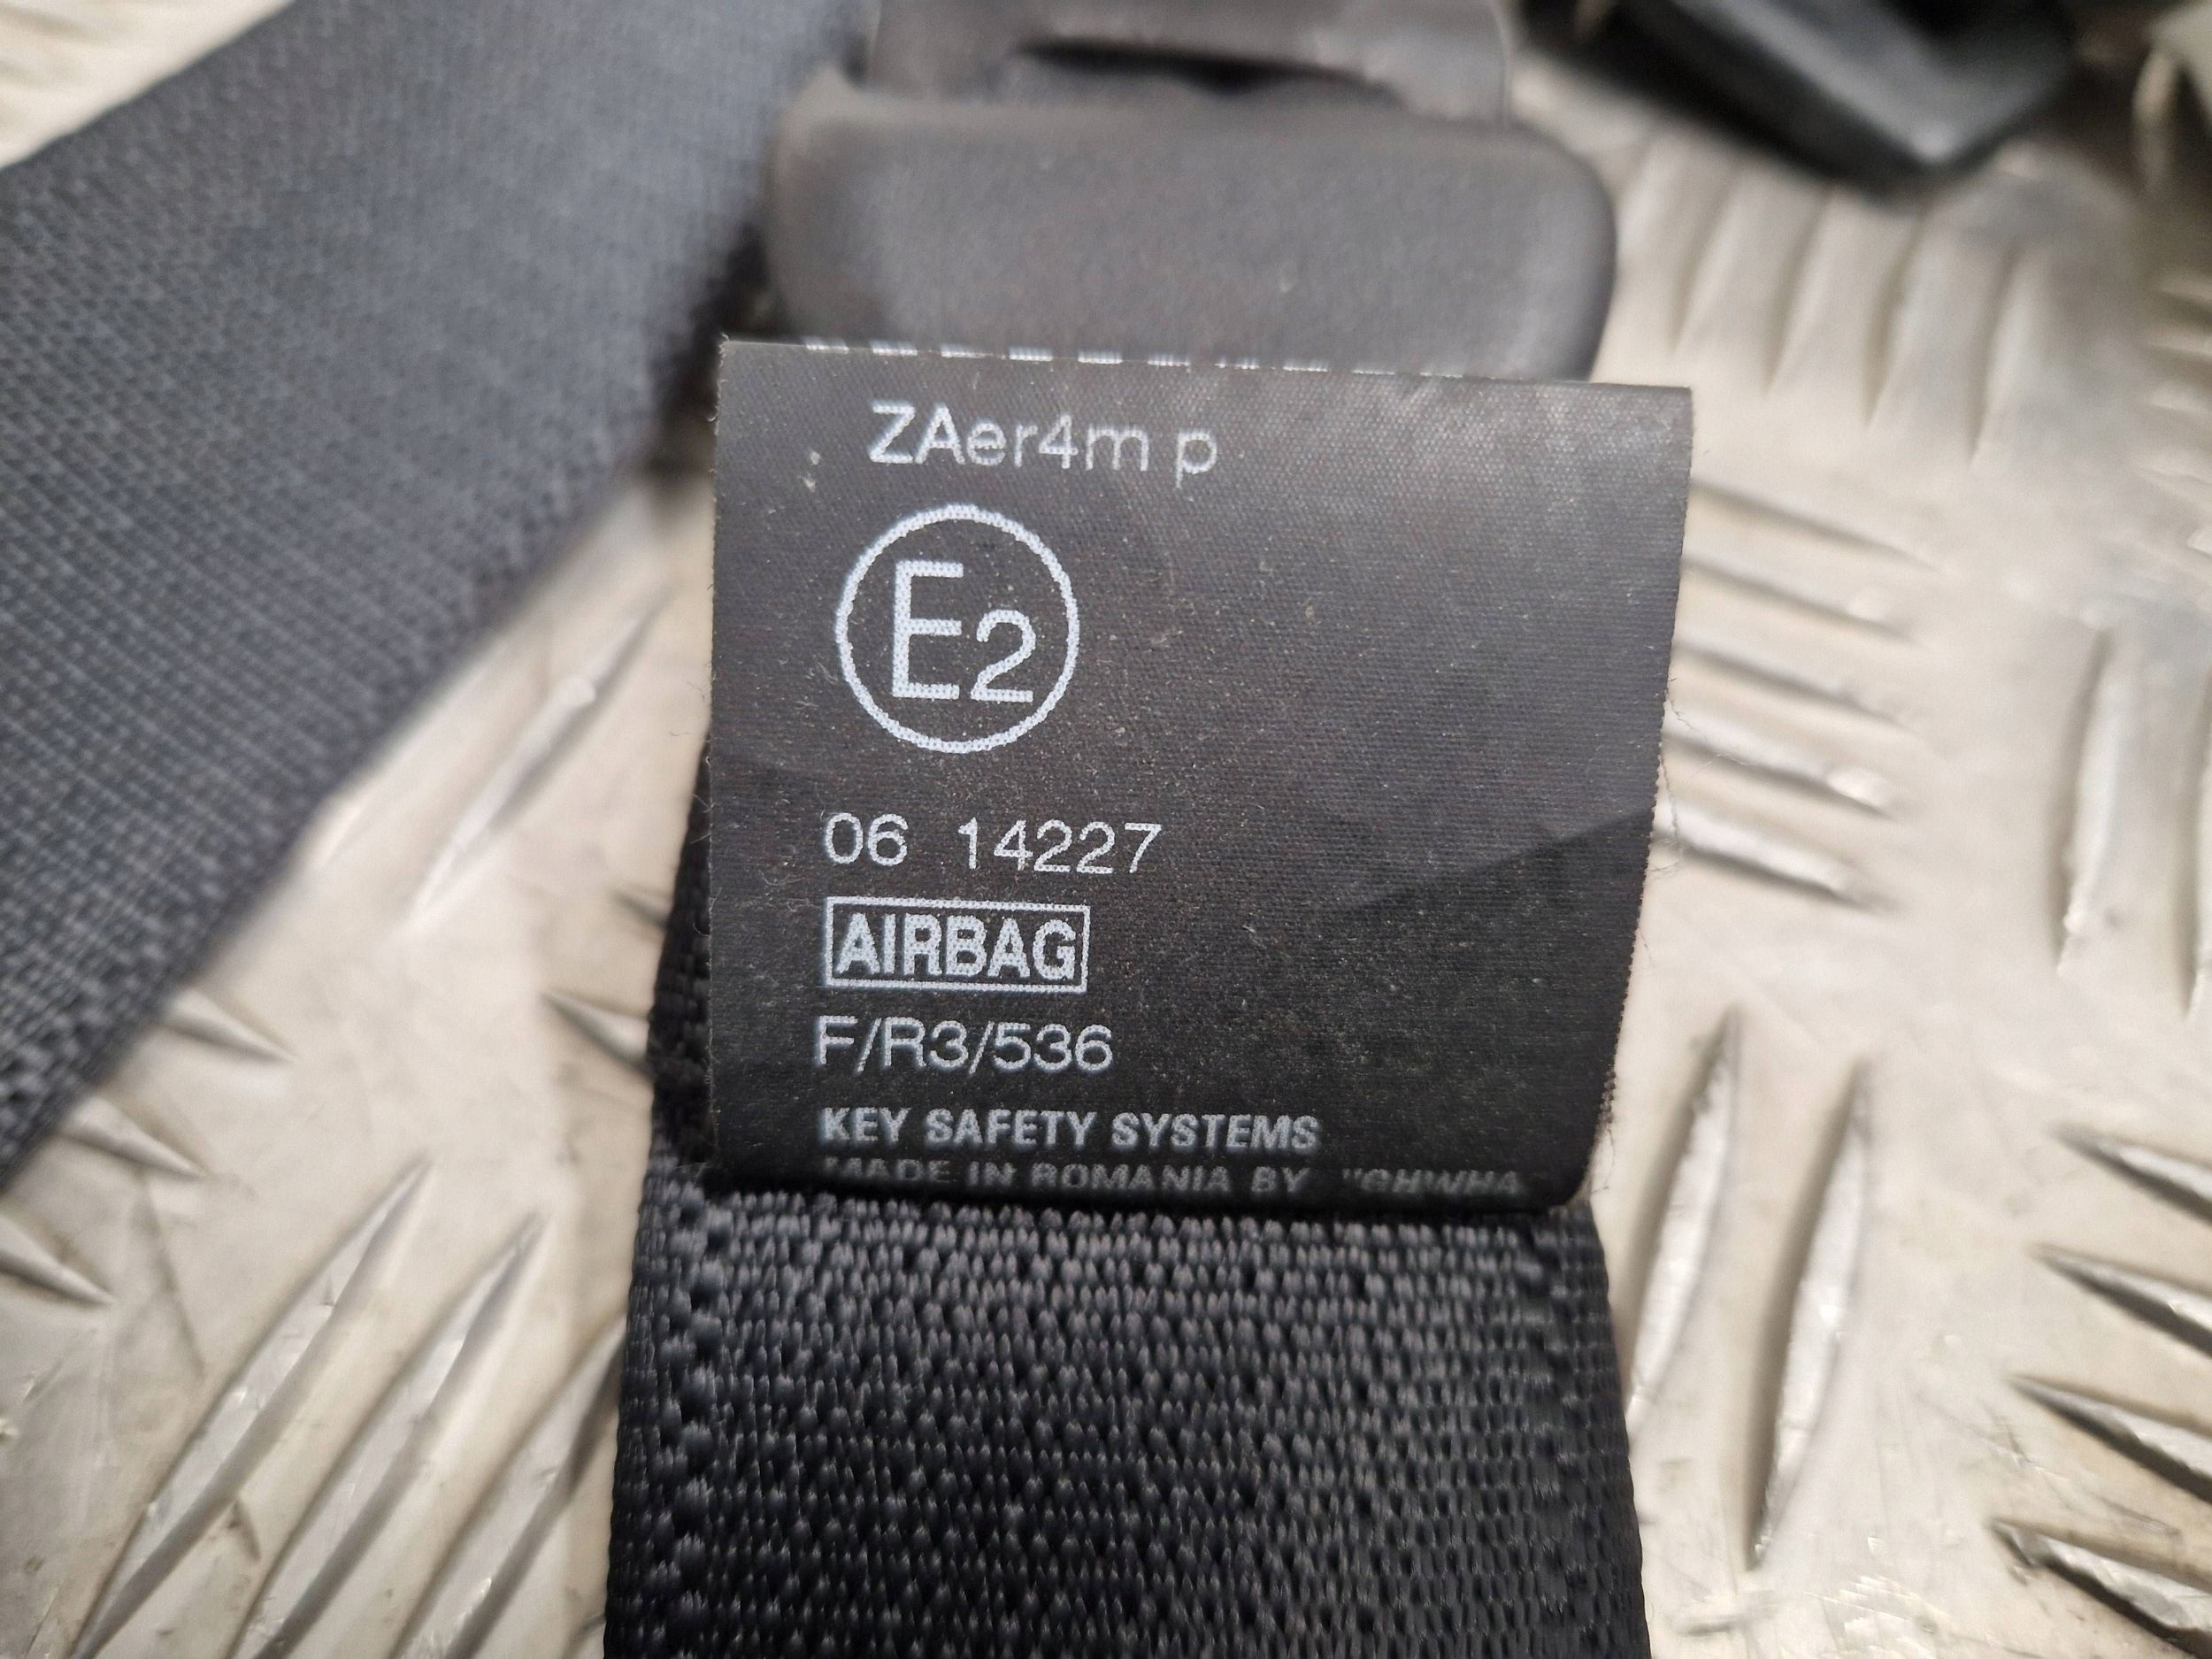 ZAer4m p
E2
06 14227
AIRBAG
F/R3/536
KEY SAFETY SYSTEMS
MADE IN ROMANIA BY